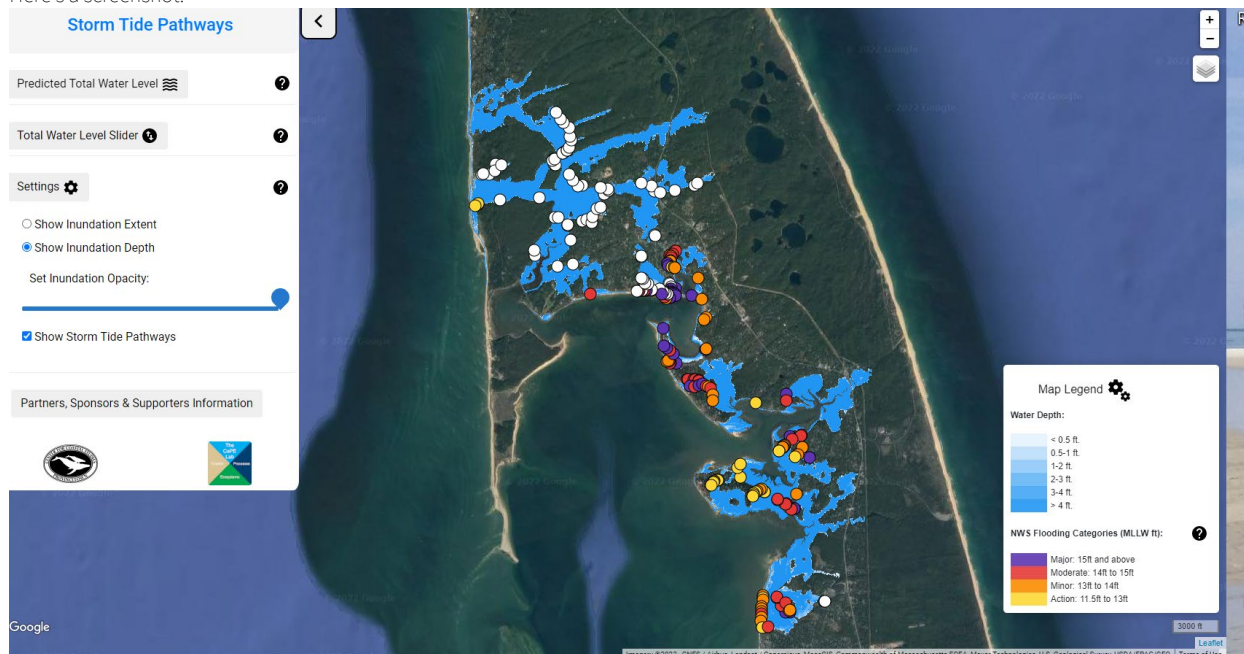 Here's a screenshot:
Storm Tide Pathways
Predicted Total Water Level
Total Water Level Slider
Settings
Show Inundation Extent
Show Inundation Depth
Set Inundation Opacity:
Show Storm Tide Pathways
Partners, Sponsors & Supporters Information
The
CaPE
Lab
+
−
© 2022 Google
Map Legend
Water Depth:
< 0.5 ft.
0.5-1 ft.
1-2 ft.
2-3 ft.
3-4 ft.
> 4 ft.
NWS Flooding Categories (MLLW ft):
Major: 15ft and above
Moderate: 14ft to 15ft
Minor: 13ft to 14ft
Action: 11.5ft to 13ft
Google
3000 ft
Leaflet